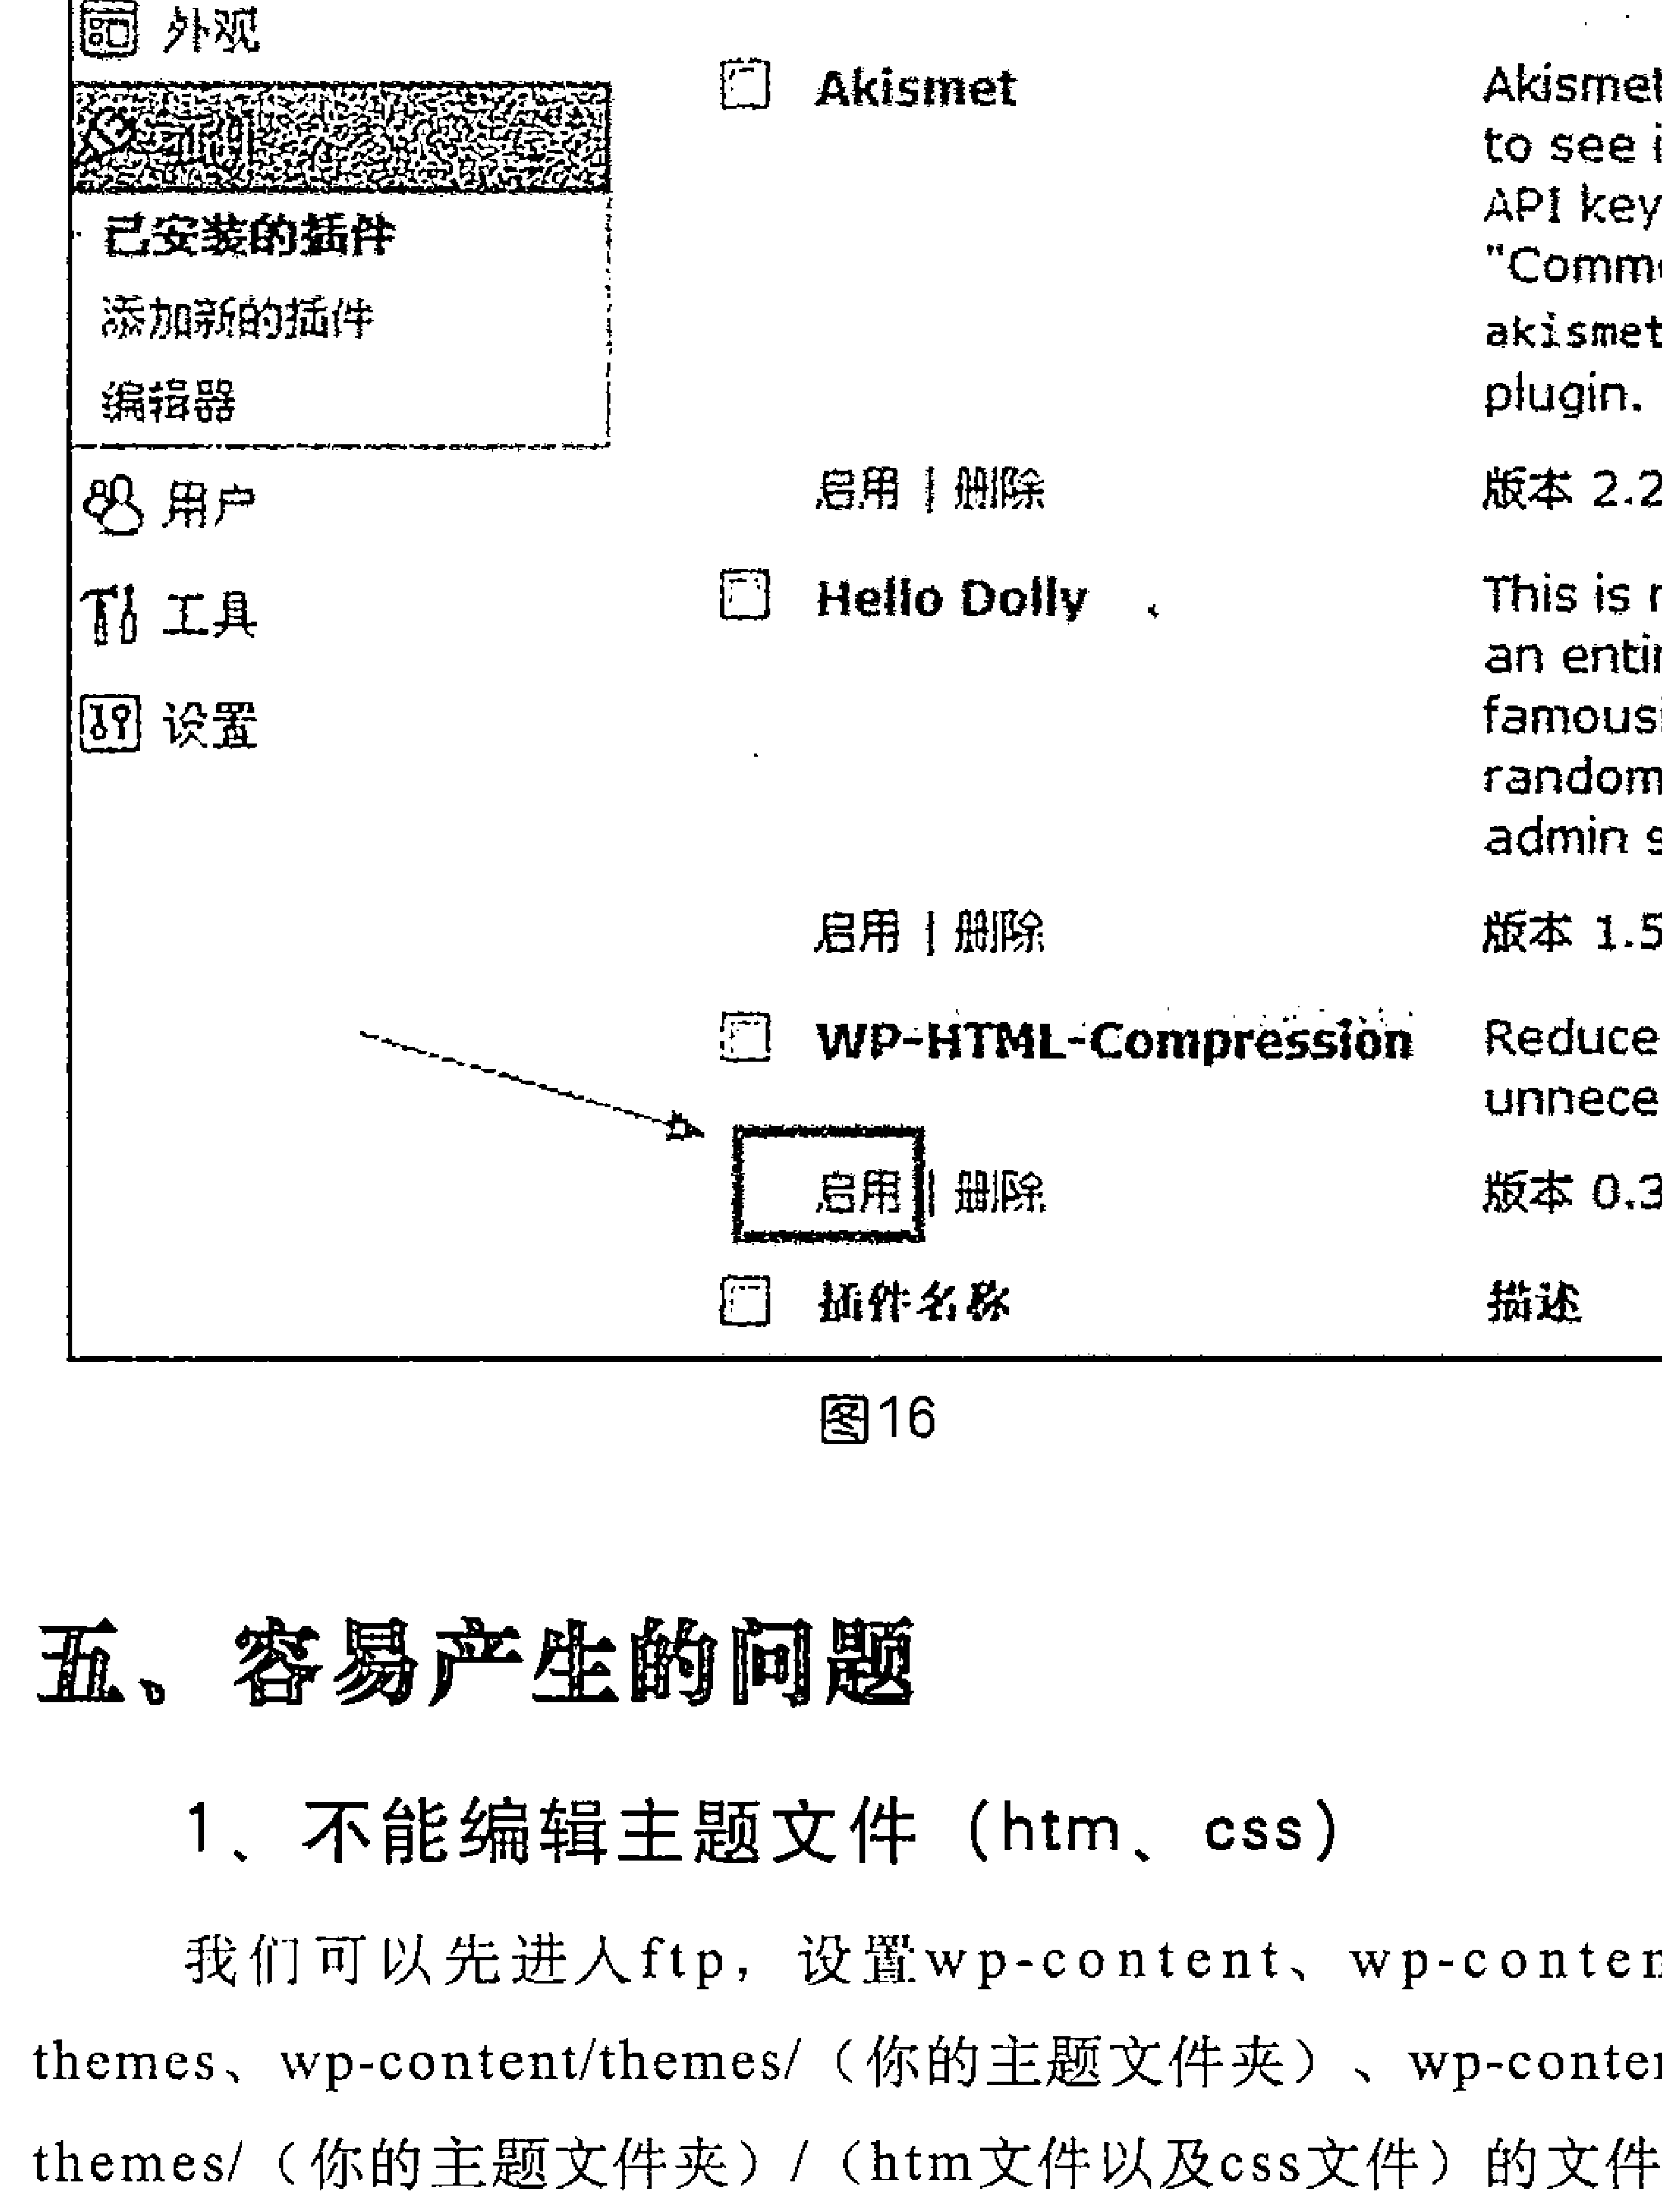 外观
已安装的插件
添加新的插件
编辑器
用户
工具
设置
Akismet
Akismet
to see i
API key
"Comme
akismet
plugin.
启用 | 删除
版本 2.2
Hello Dolly
This is n
an entir
famousl
random
admin s
启用 | 删除
版本 1.5
WP-HTML-Compression
Reduce
unnece
启用 | 删除
版本 0.3
插件名称
描述
图16
五、容易产生的问题
1、不能编辑主题文件（htm、css）
我们可以先进入ftp，设置wp-content、wp-conten
themes、wp-content/themes/（你的主题文件夹）、wp-conten
themes/（你的主题文件夹）/（htm文件以及css文件）的文件